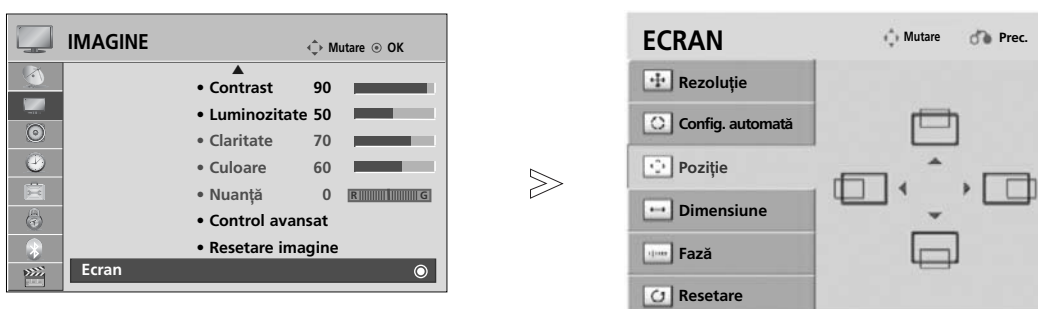 IMAGINE
Mutare OK
• Contrast 90
• Luminozitate 50
• Claritate 70
• Culoare 60
• Nuanță 0 R G
• Control avansat
• Resetare imagine
Ecran
ECRAN
Mutare Prec.
Rezoluție
Config. automată
Poziție
Dimensiune
Fază
Resetare